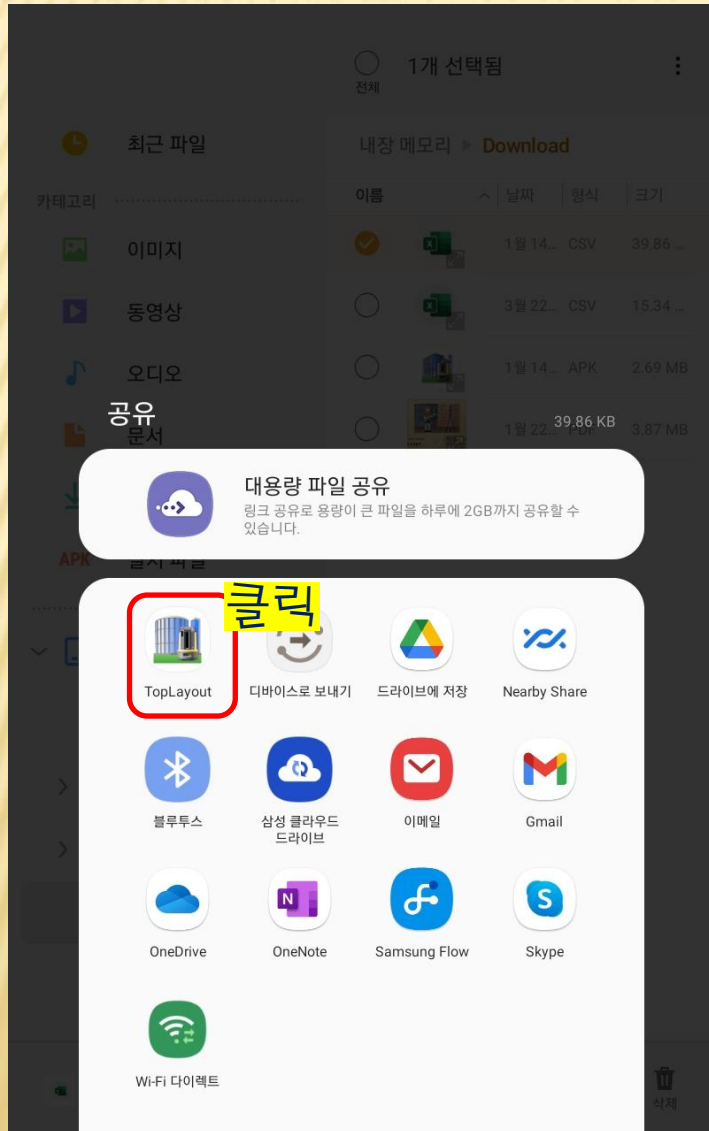 1개 선택됨
전체
최근 파일
내장 메모리 ▶ Download
카테고리
이름 날짜 형식 크기
이미지
1월 14... CSV 39.86 ...
동영상
3월 22... CSV 15.34 ...
오디오
1월 14... APK 2.69 MB
공유
39.86 KB
문서
1월 22... PDF 3.87 MB
대용량 파일 공유
링크 공유로 용량이 큰 파일을 하루에 2GB까지 공유할 수
있습니다.
APK
클릭
TopLayout
디바이스로 보내기
드라이브에 저장
Nearby Share
블루투스
삼성 클라우드
드라이브
이메일
Gmail
OneDrive
OneNote
Samsung Flow
Skype
Wi-Fi 다이렉트
삭제